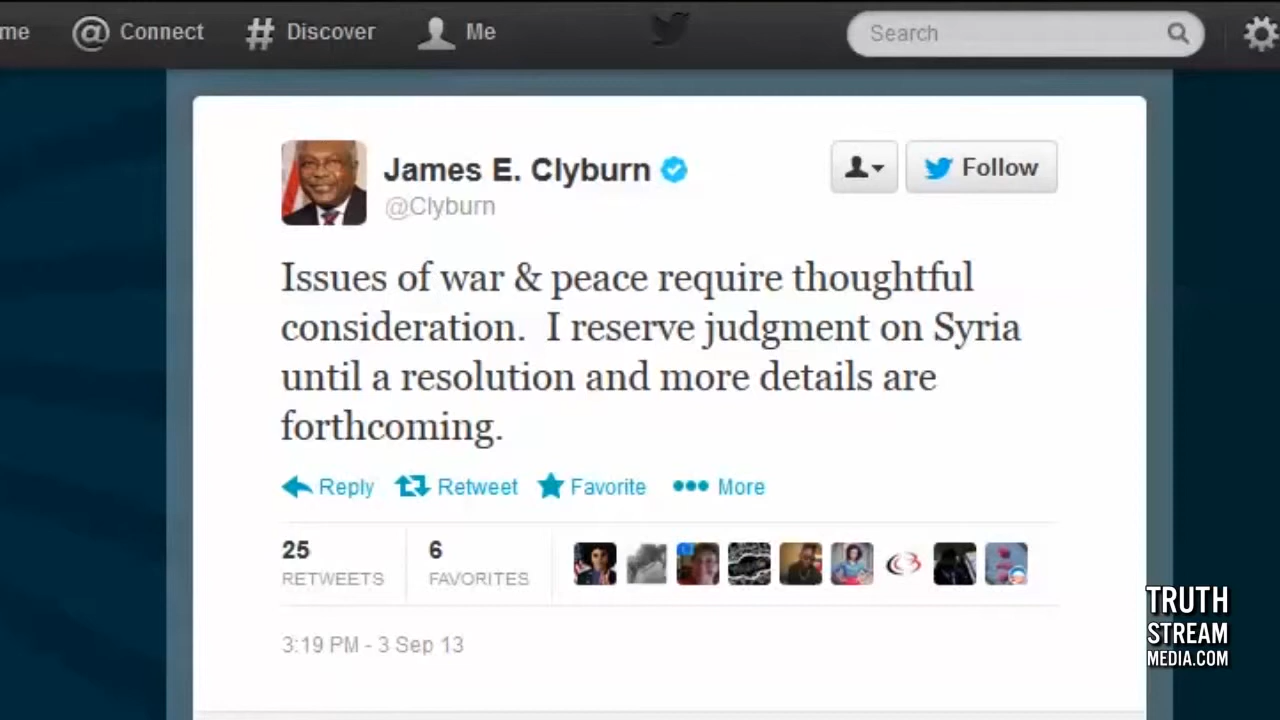 me @ Connect # Discover Me Search
James E. Clyburn
@Clyburn
Follow
Issues of war & peace require thoughtful
consideration. I reserve judgment on Syria
until a resolution and more details are
forthcoming.
Reply Retweet Favorite More
25 6
RETWEETS FAVORITES
3:19 PM - 3 Sep 13
TRUTH
STREAM
MEDIA.COM